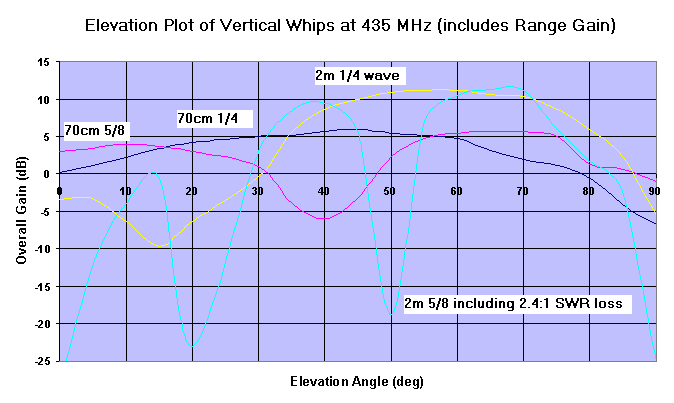 Elevation Plot of Vertical Whips at 435 MHz (includes Range Gain)
15
2m 1/4 wave
10
70cm 1/4
70cm 5/8
5
0
0 10 20 30 40 50 60 70 80 90
-5
-10
-15
2m 5/8 including 2.4:1 SWR loss
-20
-25
Overall Gain (dB)
Elevation Angle (deg)